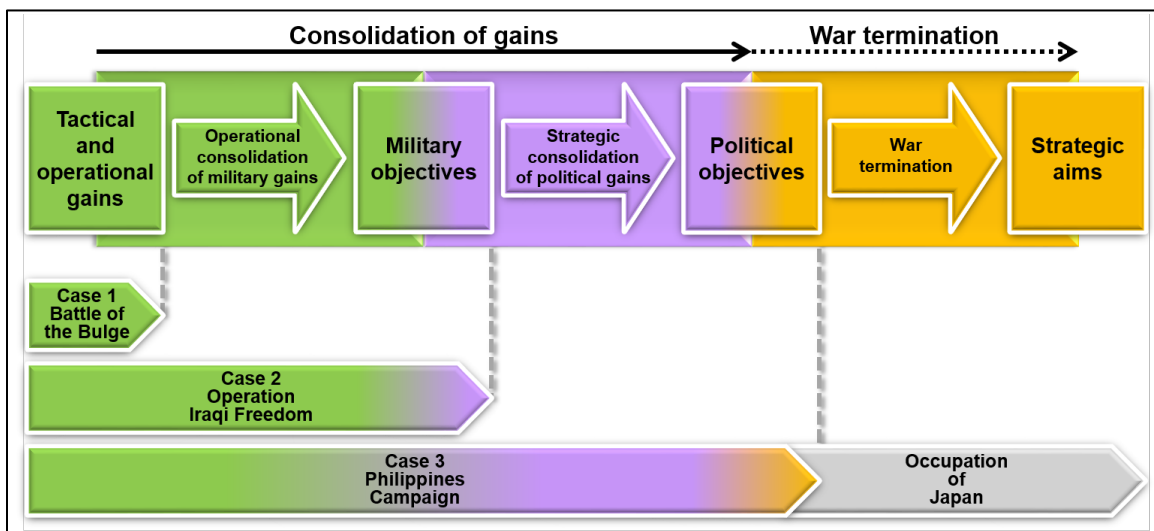 Consolidation of gains
War termination
Tactical
and
operational
gains
Operational
consolidation
of military gains
Military
objectives
Strategic
consolidation
of political gains
Political
objectives
War
termination
Strategic
aims
Case 1
Battle of
the Bulge
Case 2
Operation
Iraqi Freedom
Case 3
Philippines
Campaign
Occupation
of
Japan